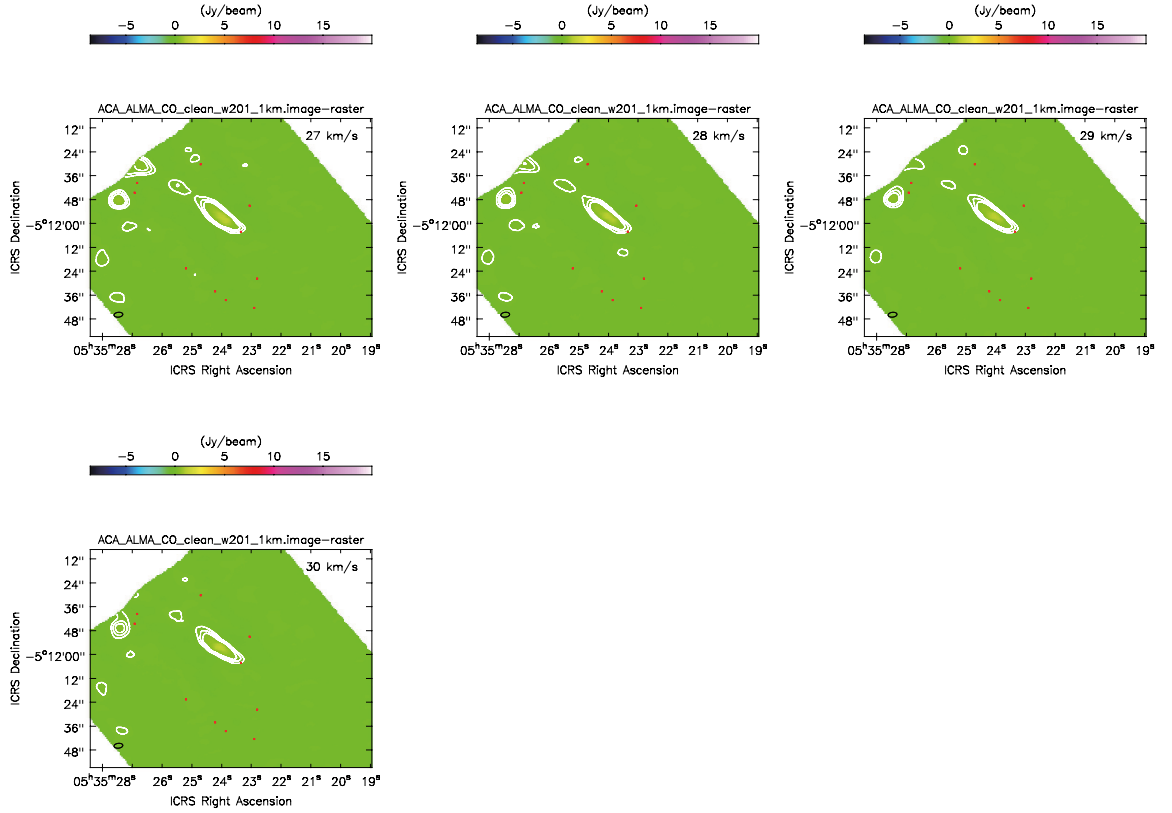 (Jy/beam) (Jy/beam) (Jy/beam)
−5 0 5 10 15 −5 0 5 10 15 −5 0 5 10 15
ACA_ALMA_CO_clean_w201_1km.image-raster ACA_ALMA_CO_clean_w201_1km.image-raster ACA_ALMA_CO_clean_w201_1km.image-raster
12" 27 km/s 12" 28 km/s 12" 29 km/s
24" 24" 24"
36" 36" 36"
48" 48" 48"
−5°12'00" −5°12'00" −5°12'00"
12" 12" 12"
24" 24" 24"
36" 36" 36"
48" 48" 48"
ICRS Declination ICRS Declination ICRS Declination
05ʰ35ᵐ28ˢ 26ˢ 25ˢ 24ˢ 23ˢ 22ˢ 21ˢ 20ˢ 19ˢ 05ʰ35ᵐ28ˢ 26ˢ 25ˢ 24ˢ 23ˢ 22ˢ 21ˢ 20ˢ 19ˢ 05ʰ35ᵐ28ˢ 26ˢ 25ˢ 24ˢ 23ˢ 22ˢ 21ˢ 20ˢ 19ˢ
ICRS Right Ascension ICRS Right Ascension ICRS Right Ascension
(Jy/beam)
−5 0 5 10 15
ACA_ALMA_CO_clean_w201_1km.image-raster
12" 30 km/s
24"
36"
48"
−5°12'00"
12"
24"
36"
48"
ICRS Declination
05ʰ35ᵐ28ˢ 26ˢ 25ˢ 24ˢ 23ˢ 22ˢ 21ˢ 20ˢ 19ˢ
ICRS Right Ascension